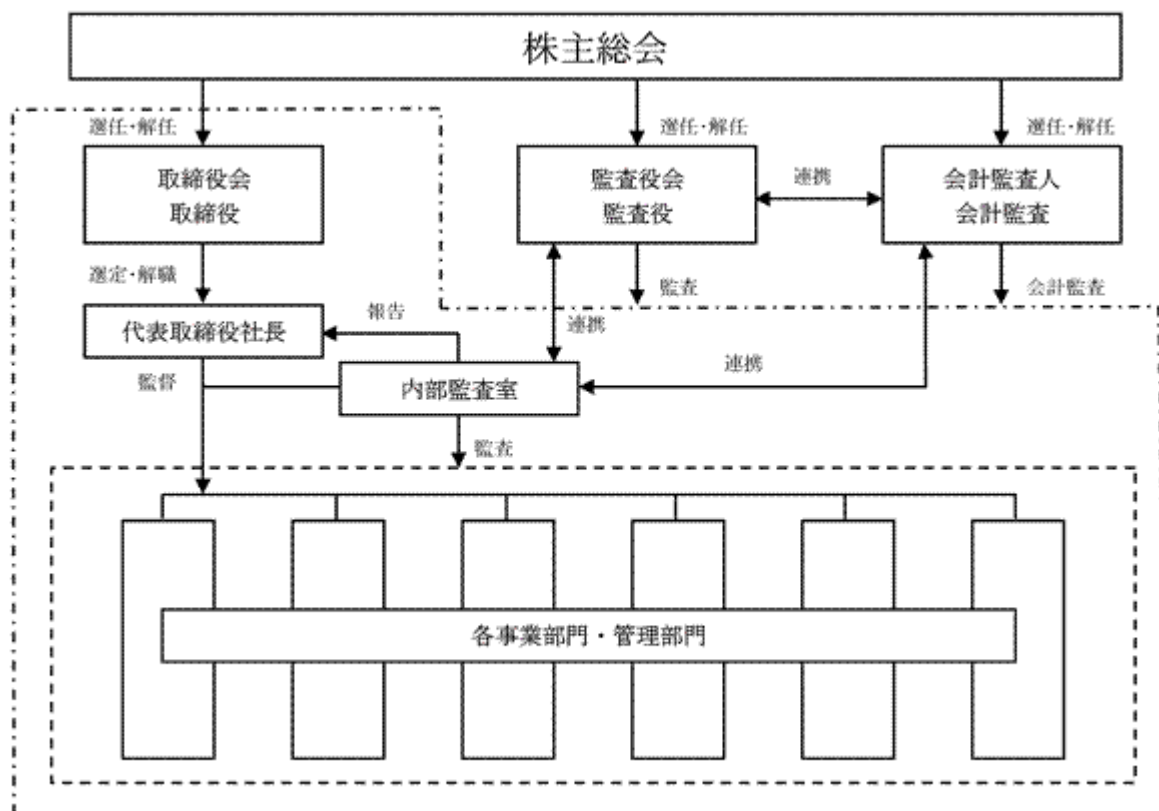 株主総会
選任・解任
選任・解任
選任・解任
取締役会
取締役
監査役会
監査役
連携
会計監査人
会計監査
選定・解職
監査
会計監査
代表取締役社長
報告
連携
監督
内部監査室
連携
監査
各事業部門・管理部門